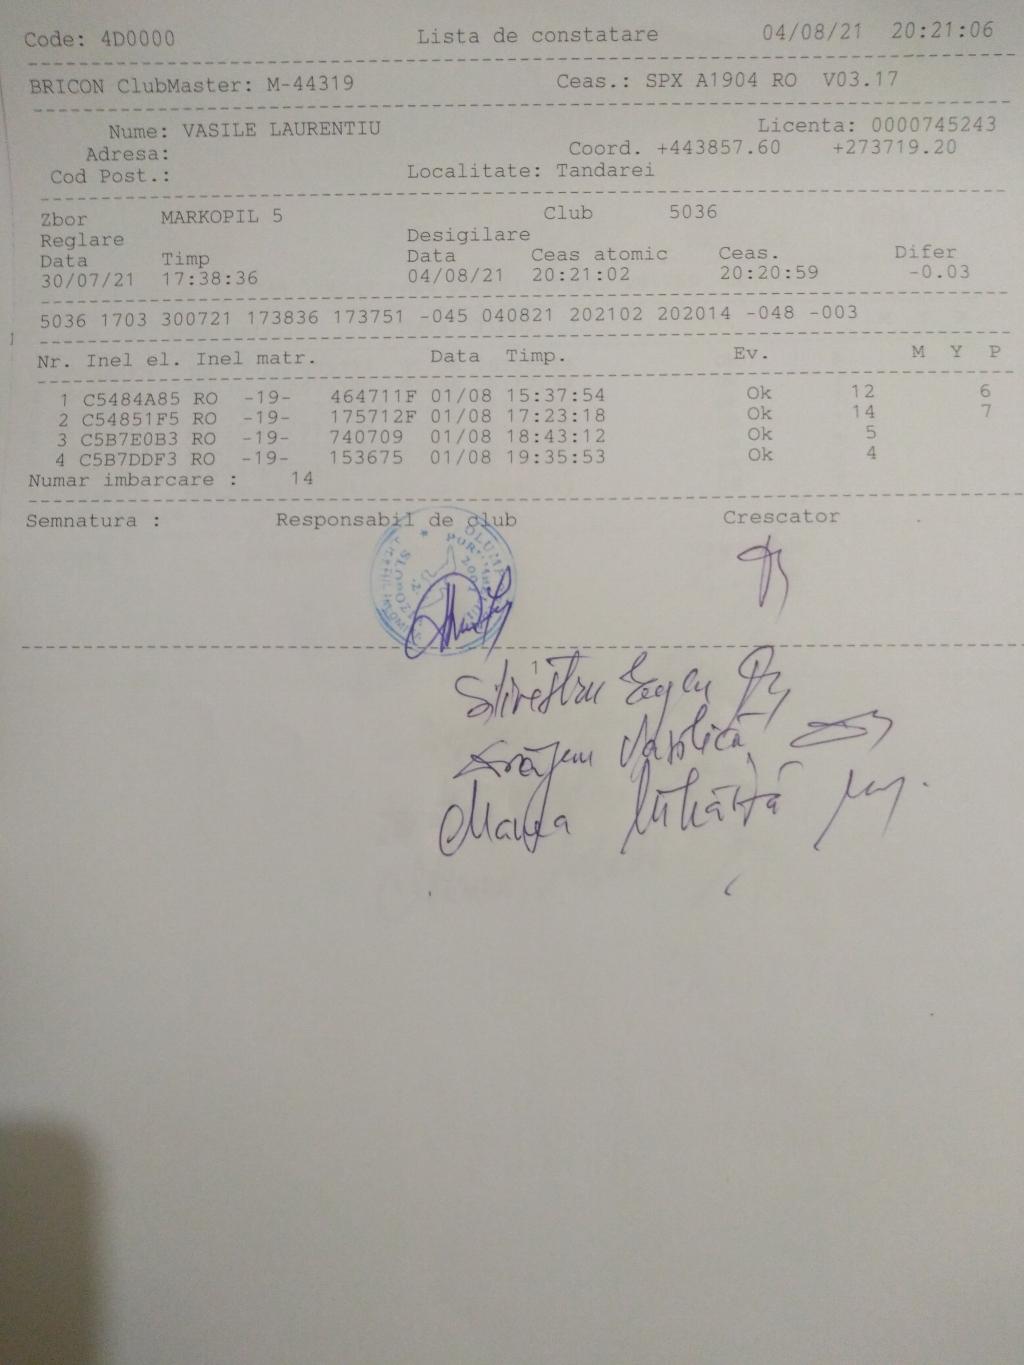 Code: 4D0000 Lista de constatare 04/08/21 20:21:06
BRICON ClubMaster: M-44319 Ceas.: SPX A1904 RO V03.17
Nume: VASILE LAURENTIU Licenta: 0000745243
Adresa: Coord. +443857.60 +273719.20
Cod Post.: Localitate: Tandarei
Zbor MARKOPIL 5 Club 5036
Reglare Desigilare
Data Timp Data Ceas atomic Ceas. Difer
30/07/21 17:38:36 04/08/21 20:21:02 20:20:59 -0.03
5036 1703 300721 173836 173751 -045 040821 202102 202014 -048 -003
Nr. Inel el. Inel matr. Data Timp. Ev. M Y P
1 C5484A85 RO -19- 464711F 01/08 15:37:54 Ok 12 6
2 C54851F5 RO -19- 175712F 01/08 17:23:18 Ok 14 7
3 C5B7E0B3 RO -19- 740709 01/08 18:43:12 Ok 5
4 C5B7DDF3 RO -19- 153675 01/08 19:35:53 Ok 4
Numar imbarcare : 14
Semnatura : Responsabil de club Crescator
1
Silivestru Eugen
Vasilică
Manea Mihăiță